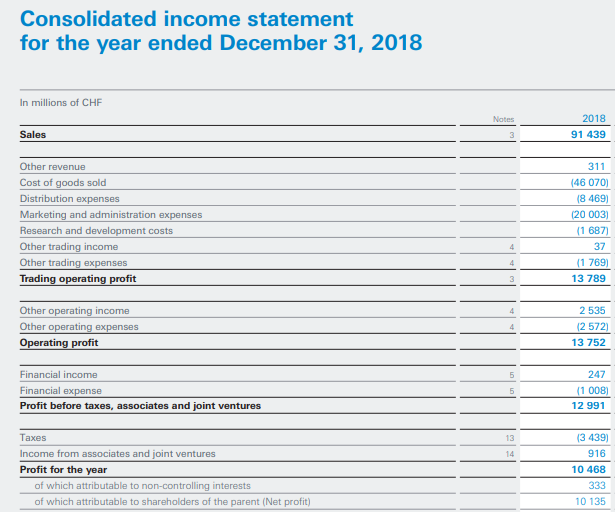 Consolidated income statement
for the year ended December 31, 2018
In millions of CHF
Notes 2018
Sales 3 91 439
Other revenue 311
Cost of goods sold (46 070)
Distribution expenses (8 469)
Marketing and administration expenses (20 003)
Research and development costs (1 687)
Other trading income 4 37
Other trading expenses 4 (1 769)
Trading operating profit 3 13 789
Other operating income 4 2 535
Other operating expenses 4 (2 572)
Operating profit 13 752
Financial income 5 247
Financial expense 5 (1 008)
Profit before taxes, associates and joint ventures 12 991
Taxes 13 (3 439)
Income from associates and joint ventures 14 916
Profit for the year 10 468
of which attributable to non-controlling interests 333
of which attributable to shareholders of the parent (Net profit) 10 135